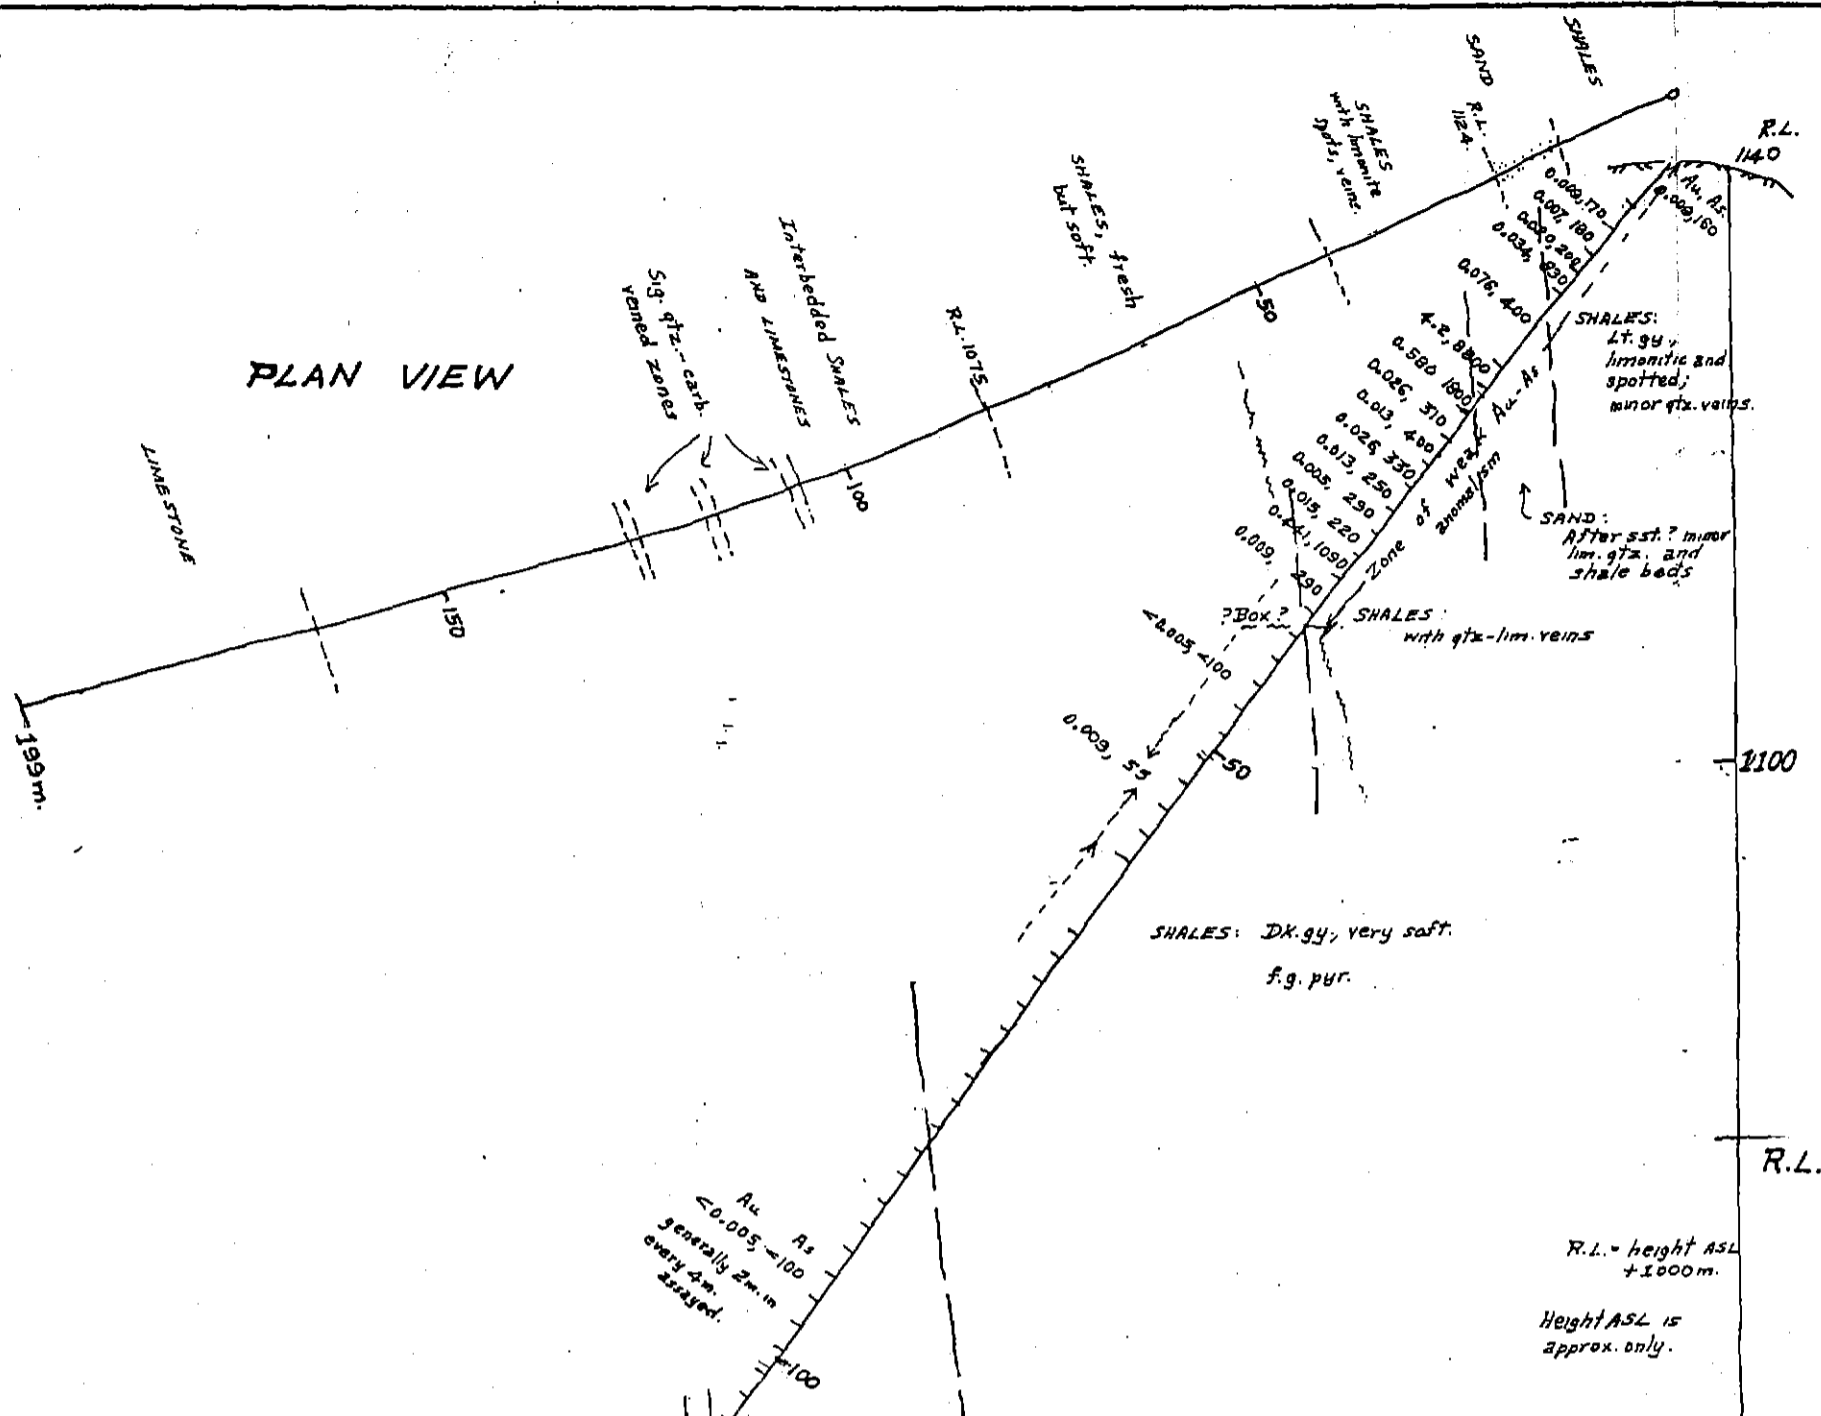 SHALES
SAND
R.L.
1124.
SHALES
with limonite
spots, veins.
SHALES, fresh
but soft.
R.L. 1075
Interbedded SHALES
AND LIMESTONES
Sig. qtz.-carb.
veined zones
LIMESTONE
PLAN VIEW
50
100
150
199m.
R.L.
1140
Au, As.
0.009, 160
0.009, 170
0.007, 180
0.020, 200
0.034, 930
0.076, 400
4.2, 8800
0.580 1800
0.026, 310
0.013, 400
0.026, 330
0.013, 250
0.005, 290
0.015, 220
1090
0.009, 290
<0.005, <100
0.009, 55
Zone of weak Au-As
anomalism
SHALES:
Lt. gy,
limonitic and
spotted;
minor qtz. veins.
SAND:
After sst.? minor
lim. qtz. and
shale beds
?Box?
SHALES:
with qtz-lim. veins
50
1100
SHALES: Dk. gy, very soft.
f.g. pyr.
R.L.
Au As
<0.005, <100
generally 2m. in
every 4m.
assayed.
100
R.L. - height ASL
+1000m.
Height ASL is
approx. only.